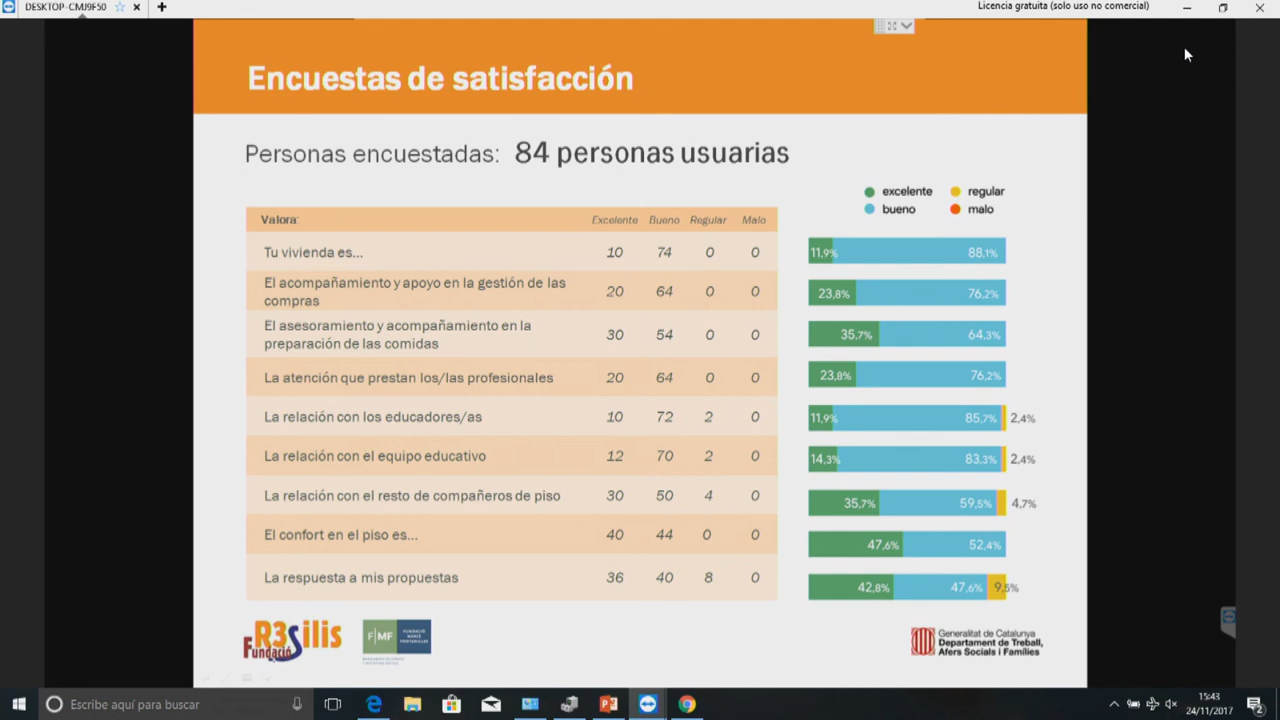 DESKTOP-CMJ9F50
Licencia gratuita (solo uso no comercial)
Encuestas de satisfacción
Personas encuestadas: 84 personas usuarias
excelente regular
bueno malo
Valora: Excelente Bueno Regular Malo
Tu vivienda es... 10 74 0 0 11,9% 88,1%
El acompañamiento y apoyo en la gestión de las
compras 20 64 0 0 23,8% 76,2%
El asesoramiento y acompañamiento en la
preparación de las comidas 30 54 0 0 35,7% 64,3%
La atención que prestan los/las profesionales 20 64 0 0 23,8% 76,2%
La relación con los educadores/as 10 72 2 0 11,9% 85,7% 2,4%
La relación con el equipo educativo 12 70 2 0 14,3% 83,3% 2,4%
La relación con el resto de compañeros de piso 30 50 4 0 35,7% 59,5% 4,7%
El confort en el piso es... 40 44 0 0 47,6% 52,4%
La respuesta a mis propuestas 36 40 8 0 42,8% 47,6% 9,5%
R3Silis
Fundació
F|MF
Generalitat de Catalunya
Departament de Treball,
Afers Socials i Famílies
Escribe aquí para buscar
15:43
24/11/2017
2